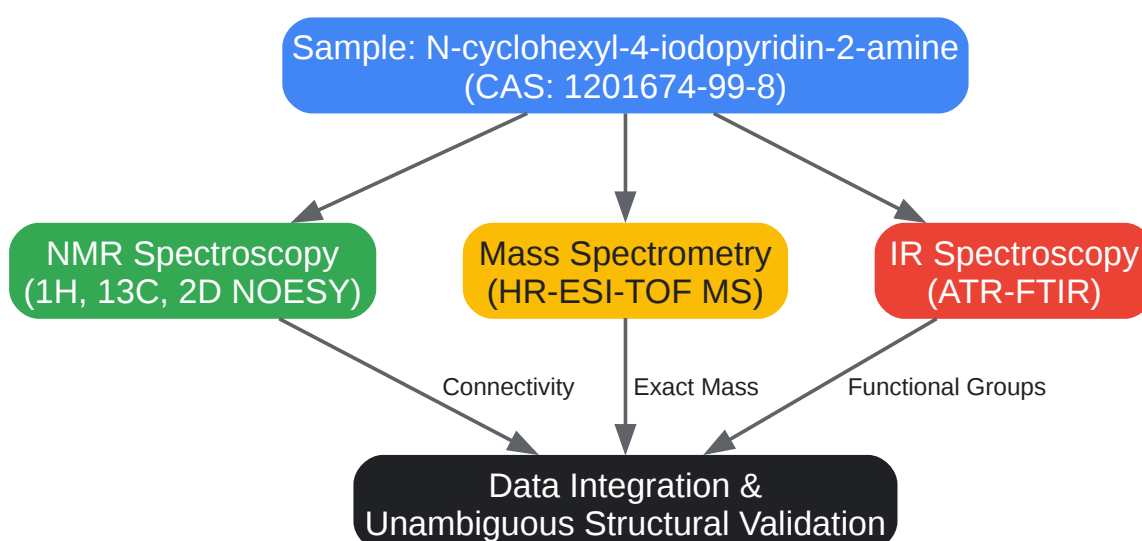 Sample: N-cyclohexyl-4-iodopyridin-2-amine
(CAS: 1201674-99-8)
NMR Spectroscopy
(1H, 13C, 2D NOESY)
Mass Spectrometry
(HR-ESI-TOF MS)
IR Spectroscopy
(ATR-FTIR)
Connectivity
Exact Mass
Functional Groups
Data Integration &
Unambiguous Structural Validation